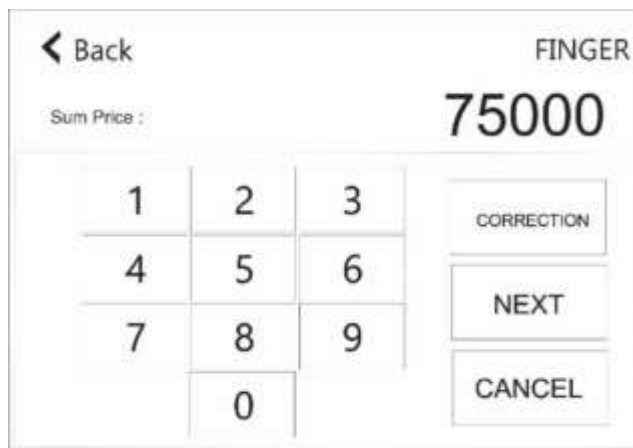 Back
FINGER
Sum Price :
75000
1 2 3
CORRECTION
4 5 6
NEXT
7 8 9
CANCEL
0